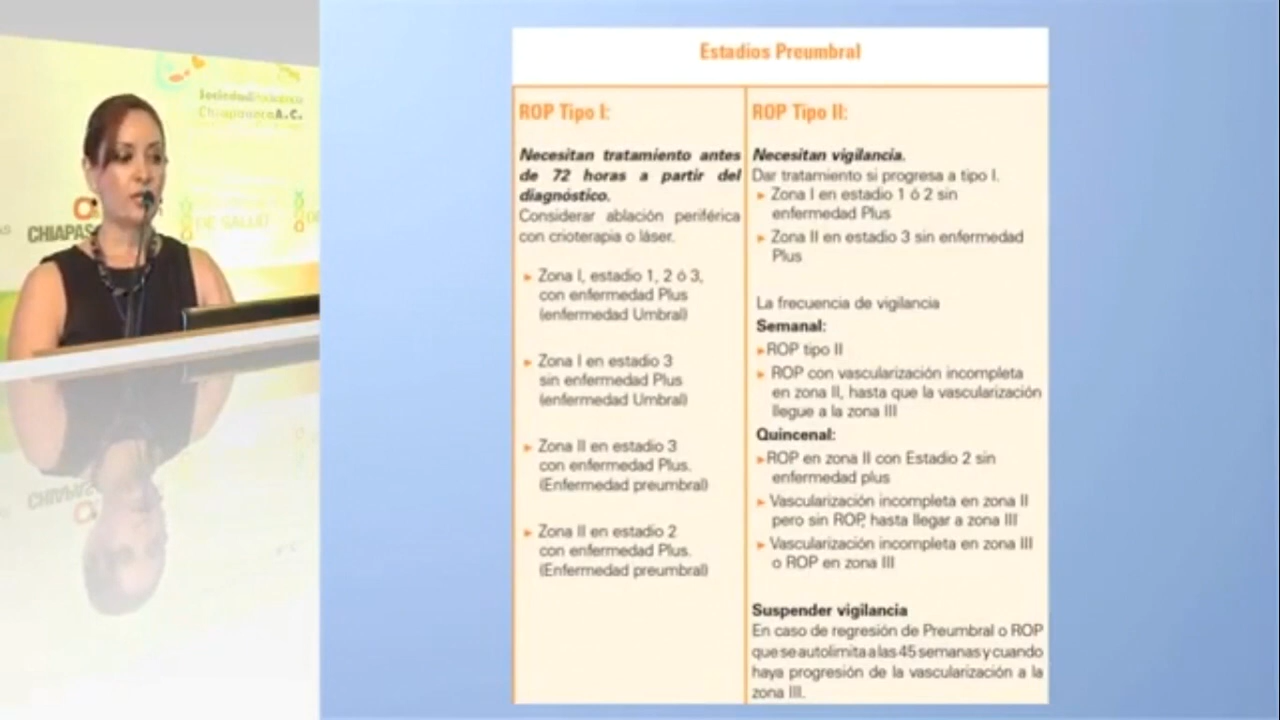 Estadios Preumbral
ROP Tipo I:
Necesitan tratamiento antes
de 72 horas a partir del
diagnóstico.
Considerar ablación periférica
con crioterapia o láser.
Zona I, estadio 1, 2 ó 3,
con enfermedad Plus
(enfermedad Umbral)
Zona I en estadio 3
sin enfermedad Plus
(enfermedad Umbral)
Zona II en estadio 3
con enfermedad Plus.
(Enfermedad preumbral)
Zona II en estadio 2
con enfermedad Plus.
(Enfermedad preumbral)
ROP Tipo II:
Necesitan vigilancia.
Dar tratamiento si progresa a tipo I.
Zona I en estadio 1 ó 2 sin
enfermedad Plus
Zona II en estadio 3 sin enfermedad
Plus
La frecuencia de vigilancia
Semanal:
ROP tipo II
ROP con vascularización incompleta
en zona II, hasta que la vascularización
llegue a la zona III
Quincenal:
ROP en zona II con Estadio 2 sin
enfermedad plus
Vascularización incompleta en zona II
pero sin ROP, hasta llegar a zona III
Vascularización incompleta en zona III
o ROP en zona III
Suspender vigilancia
En caso de regresión de Preumbral o ROP
que se autolimita a las 45 semanas y cuando
haya progresión de la vascularización a la
zona III.
Chiapaneca A.C.
CHIAPAS
DE SALUD